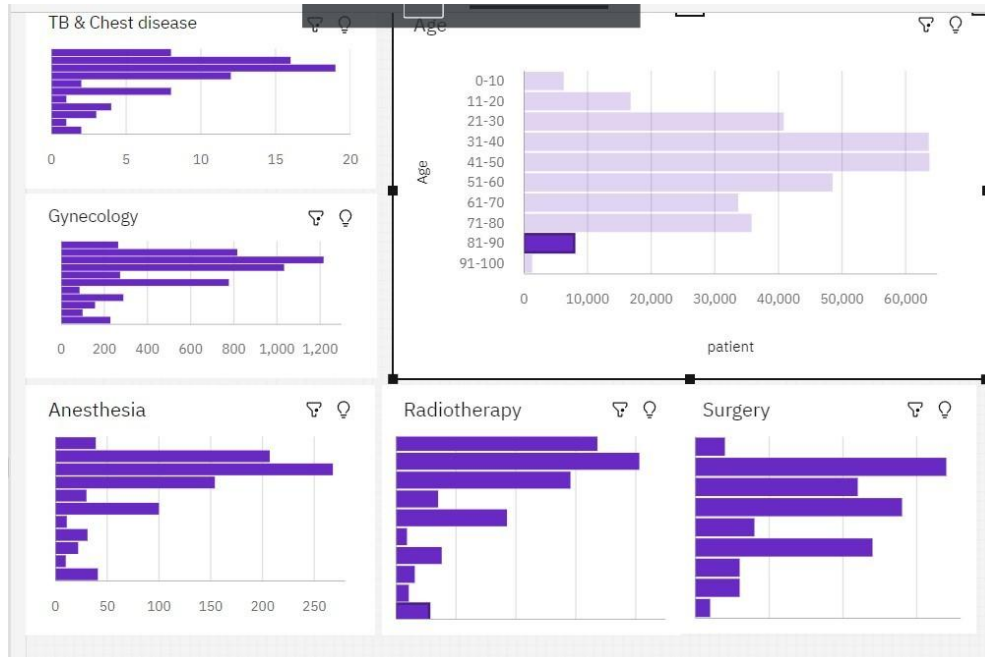 TB & Chest disease
0 5 10 15 20
Gynecology
0 200 400 600 800 1,000 1,200
Age
Age
0-10
11-20
21-30
31-40
41-50
51-60
61-70
71-80
81-90
91-100
0 10,000 20,000 30,000 40,000 50,000 60,000
patient
Anesthesia
0 50 100 150 200 250
Radiotherapy
Surgery